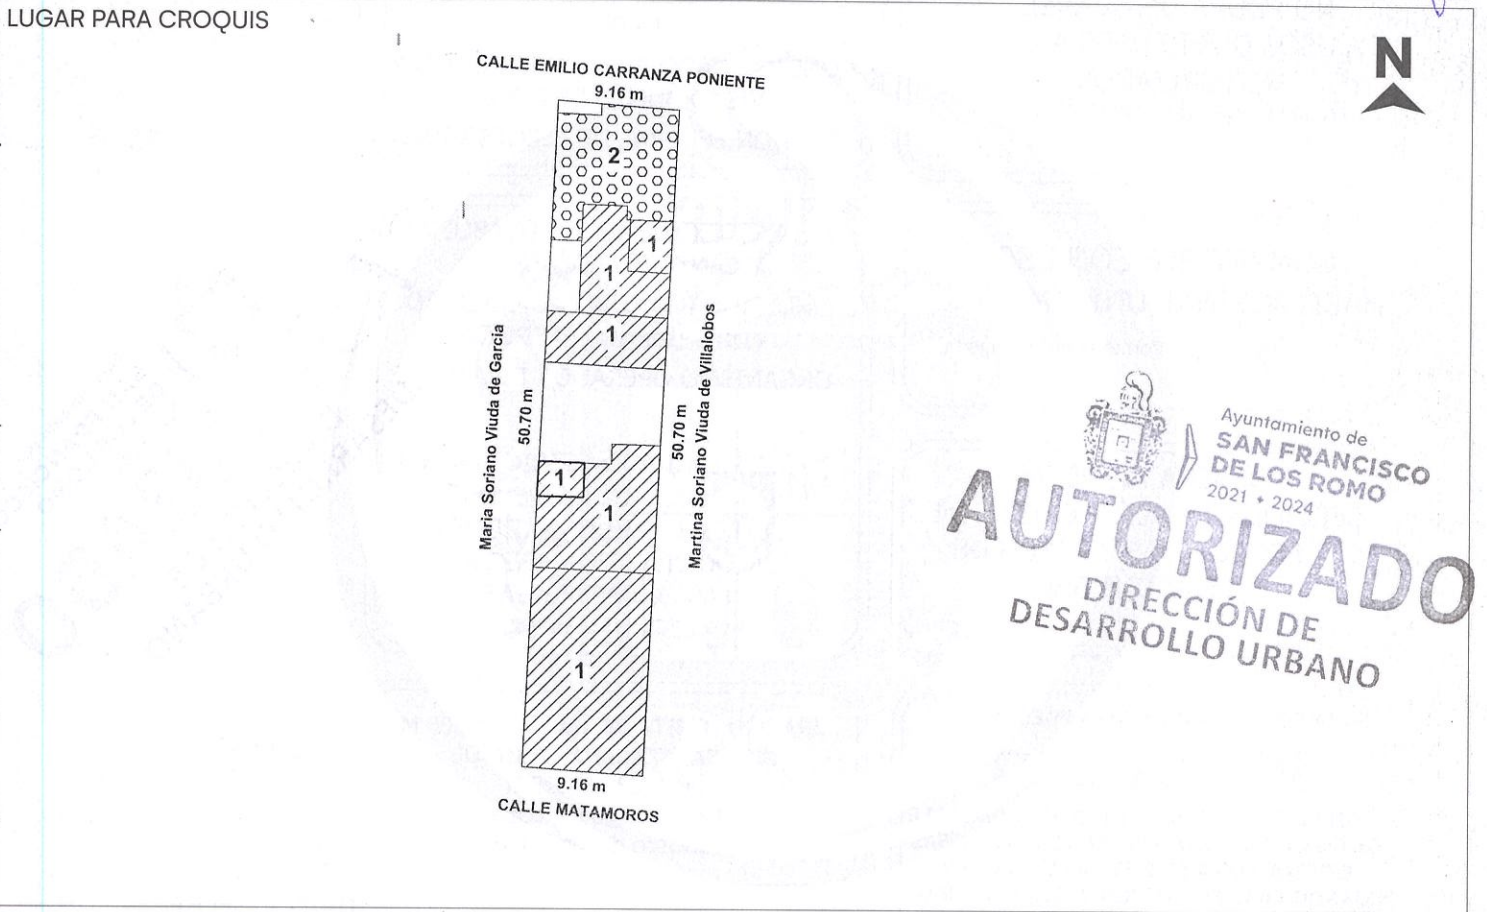 LUGAR PARA CROQUIS
N
CALLE EMILIO CARRANZA PONIENTE
9.16 m
2
1
1
1
Maria Soriano Viuda de Garcia
50.70 m
50.70 m
Martina Soriano Viuda de Villalobos
1
1
1
9.16 m
CALLE MATAMOROS
Ayuntamiento de
SAN FRANCISCO
DE LOS ROMO
2021 • 2024
AUTORIZADO
DIRECCIÓN DE
DESARROLLO URBANO